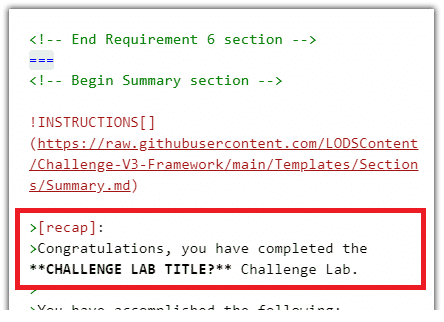 <!-- End Requirement 6 section -->
===
<!-- Begin Summary section -->
!INSTRUCTIONS[]
(https://raw.githubusercontent.com/LODSContent
/Challenge-V3-Framework/main/Templates/Section
s/Summary.md)
>[recap]:
>Congratulations, you have completed the
**CHALLENGE LAB TITLE?** Challenge Lab.
>
>You have accomplished the following: